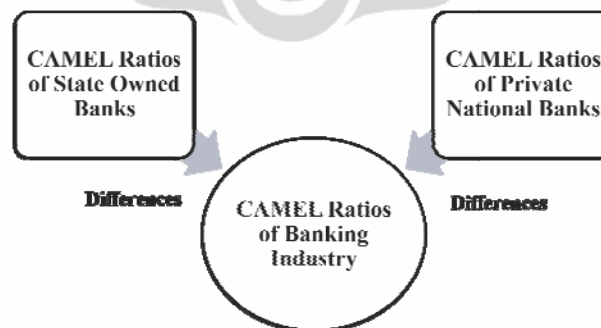 CAMEL Ratios
of State Owned
Banks
CAMEL Ratios
of Private
National Banks
Differences
Differences
CAMEL Ratios
of Banking
Industry